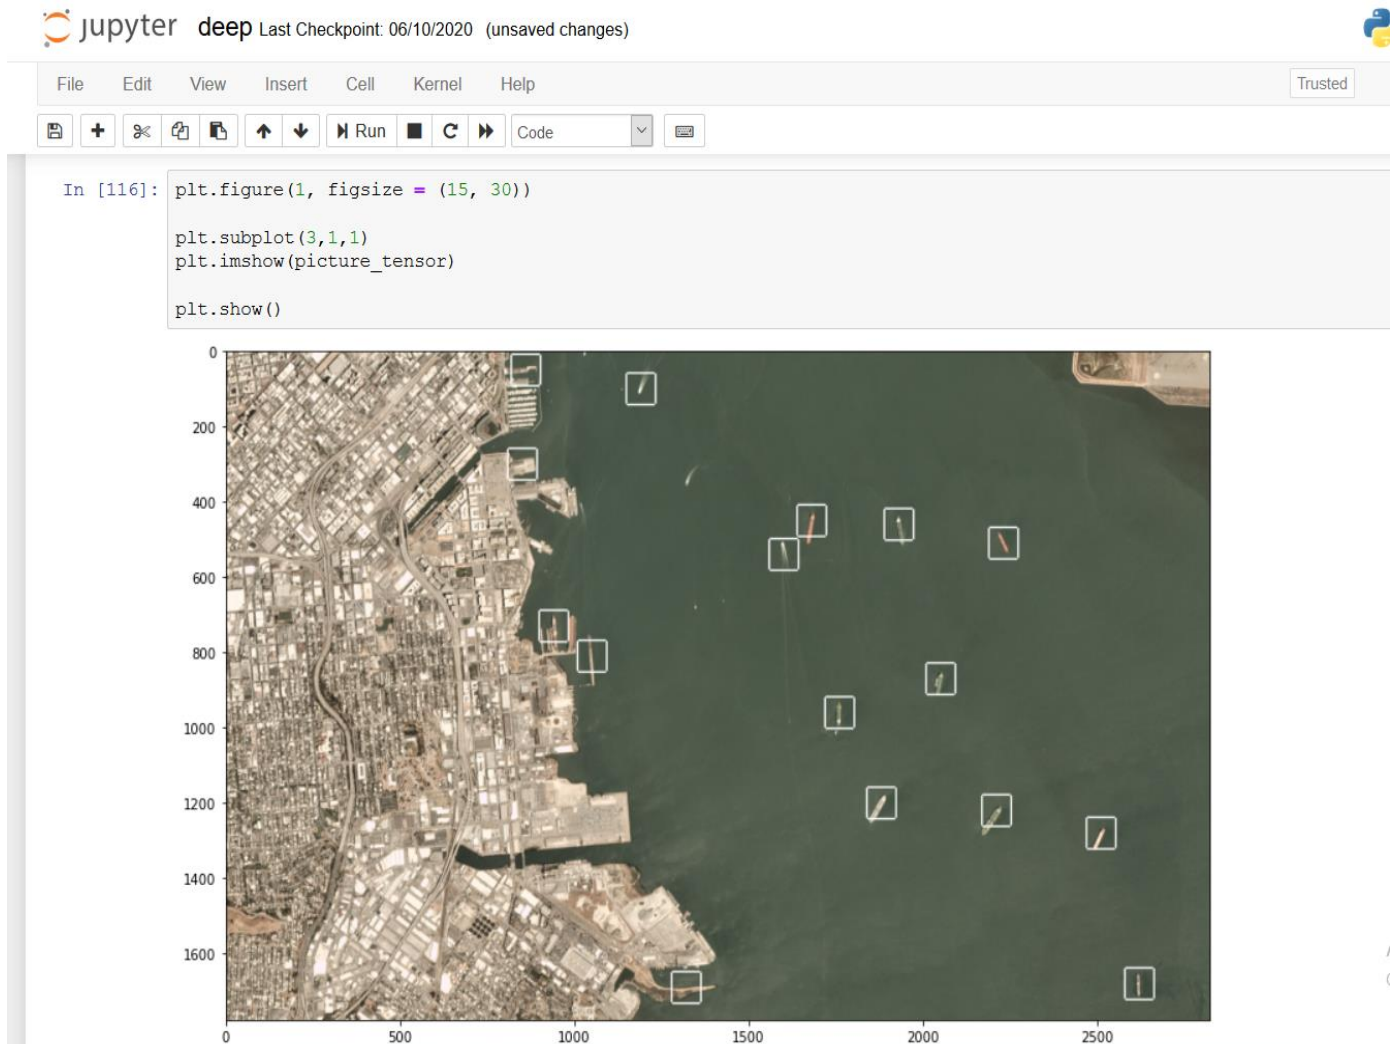 jupyter deep Last Checkpoint: 06/10/2020 (unsaved changes)
File Edit View Insert Cell Kernel Help Trusted
Run Code
In [116]: plt.figure(1, figsize = (15, 30))
plt.subplot(3,1,1)
plt.imshow(picture_tensor)
plt.show()
0
200
400
600
800
1000
1200
1400
1600
0 500 1000 1500 2000 2500